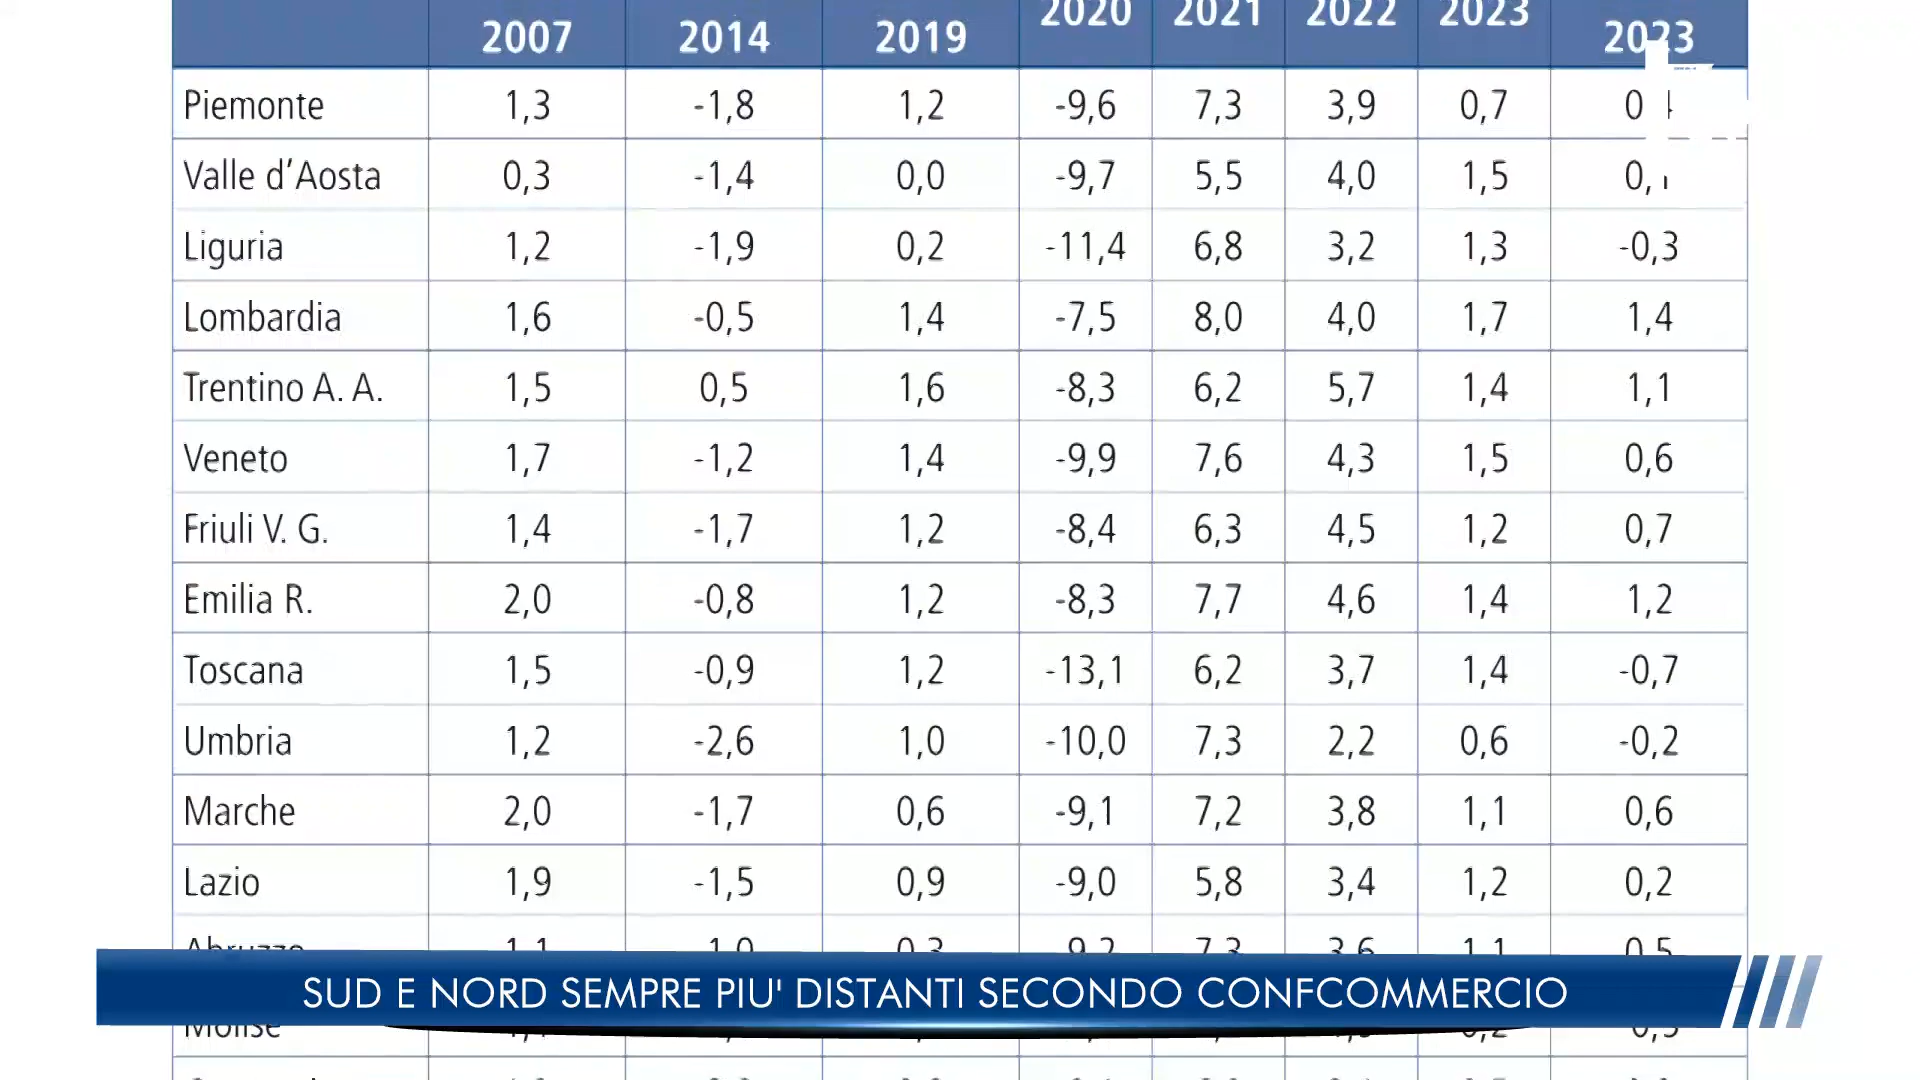 2007 2014 2019 2020 2021 2022 2023 2023
Piemonte 1,3 -1,8 1,2 -9,6 7,3 3,9 0,7
Valle d’Aosta 0,3 -1,4 0,0 -9,7 5,5 4,0 1,5
Liguria 1,2 -1,9 0,2 -11,4 6,8 3,2 1,3 -0,3
Lombardia 1,6 -0,5 1,4 -7,5 8,0 4,0 1,7 1,4
Trentino A. A. 1,5 0,5 1,6 -8,3 6,2 5,7 1,4 1,1
Veneto 1,7 -1,2 1,4 -9,9 7,6 4,3 1,5 0,6
Friuli V. G. 1,4 -1,7 1,2 -8,4 6,3 4,5 1,2 0,7
Emilia R. 2,0 -0,8 1,2 -8,3 7,7 4,6 1,4 1,2
Toscana 1,5 -0,9 1,2 -13,1 6,2 3,7 1,4 -0,7
Umbria 1,2 -2,6 1,0 -10,0 7,3 2,2 0,6 -0,2
Marche 2,0 -1,7 0,6 -9,1 7,2 3,8 1,1 0,6
Lazio 1,9 -1,5 0,9 -9,0 5,8 3,4 1,2 0,2
Abruzzo
SUD E NORD SEMPRE PIU' DISTANTI SECONDO CONFCOMMERCIO
Molise